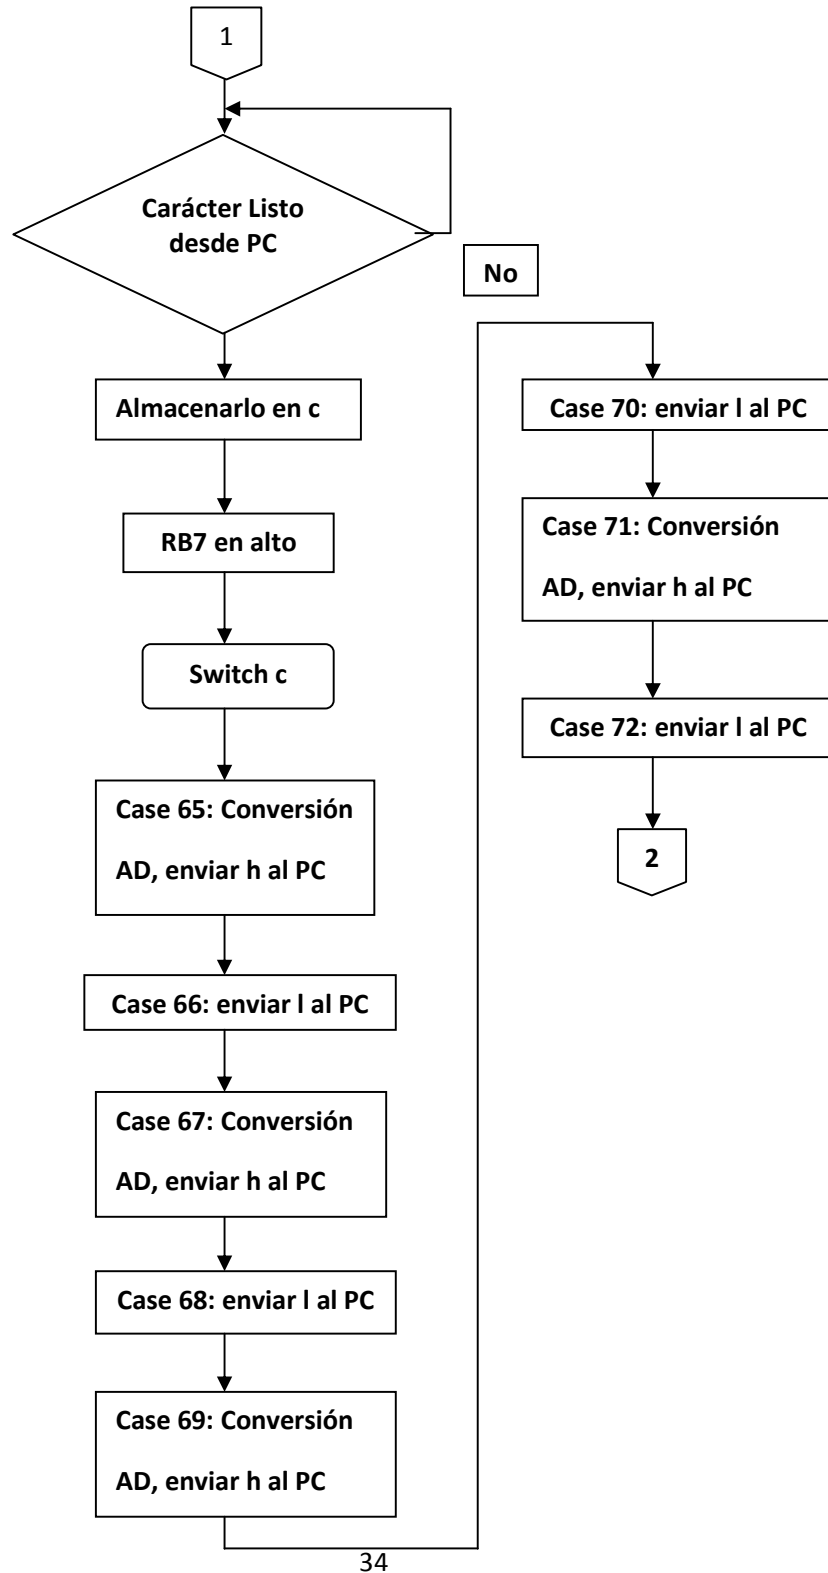 1
Carácter Listo
desde PC
No
Almacenarlo en c
RB7 en alto
Switch c
Case 65: Conversión
AD, enviar h al PC
Case 66: enviar l al PC
Case 67: Conversión
AD, enviar h al PC
Case 68: enviar l al PC
Case 69: Conversión
AD, enviar h al PC
Case 70: enviar l al PC
Case 71: Conversión
AD, enviar h al PC
Case 72: enviar l al PC
2
34